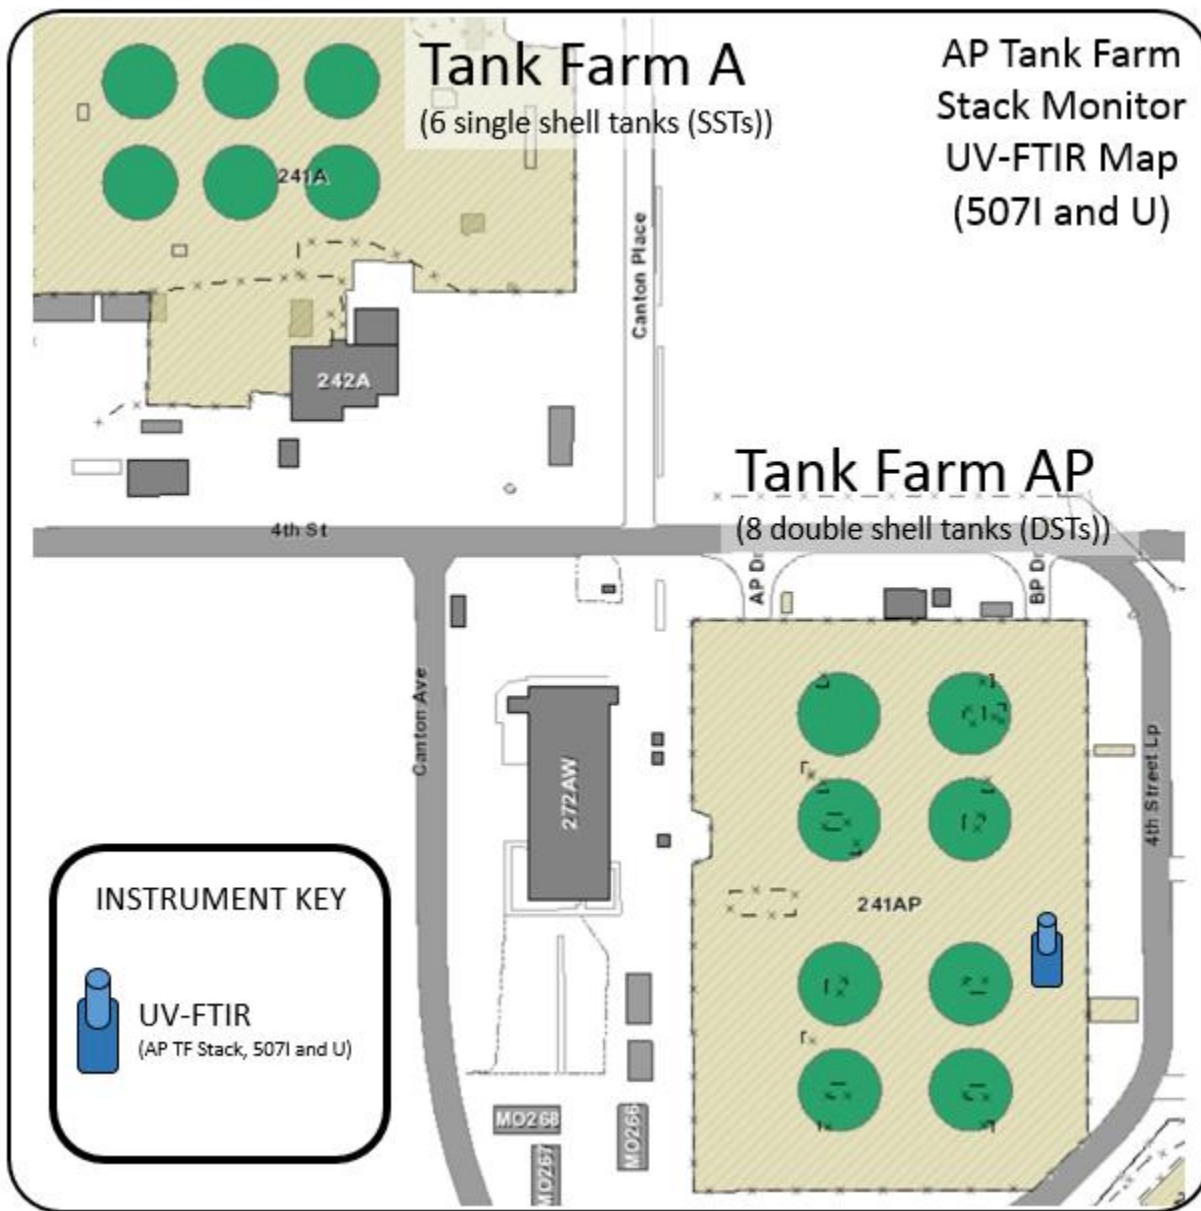 Tank Farm A
(6 single shell tanks (SSTs))
AP Tank Farm
Stack Monitor
UV-FTIR Map
(507I and U)
241A
Canton Place
242A
Tank Farm AP
(8 double shell tanks (DSTs))
4th St
AP Dr
BP Dr
Canton Ave
272AW
4th Street Lp
241AP
INSTRUMENT KEY
UV-FTIR
(AP TF Stack, 507I and U)
MO268
MO266
MO267